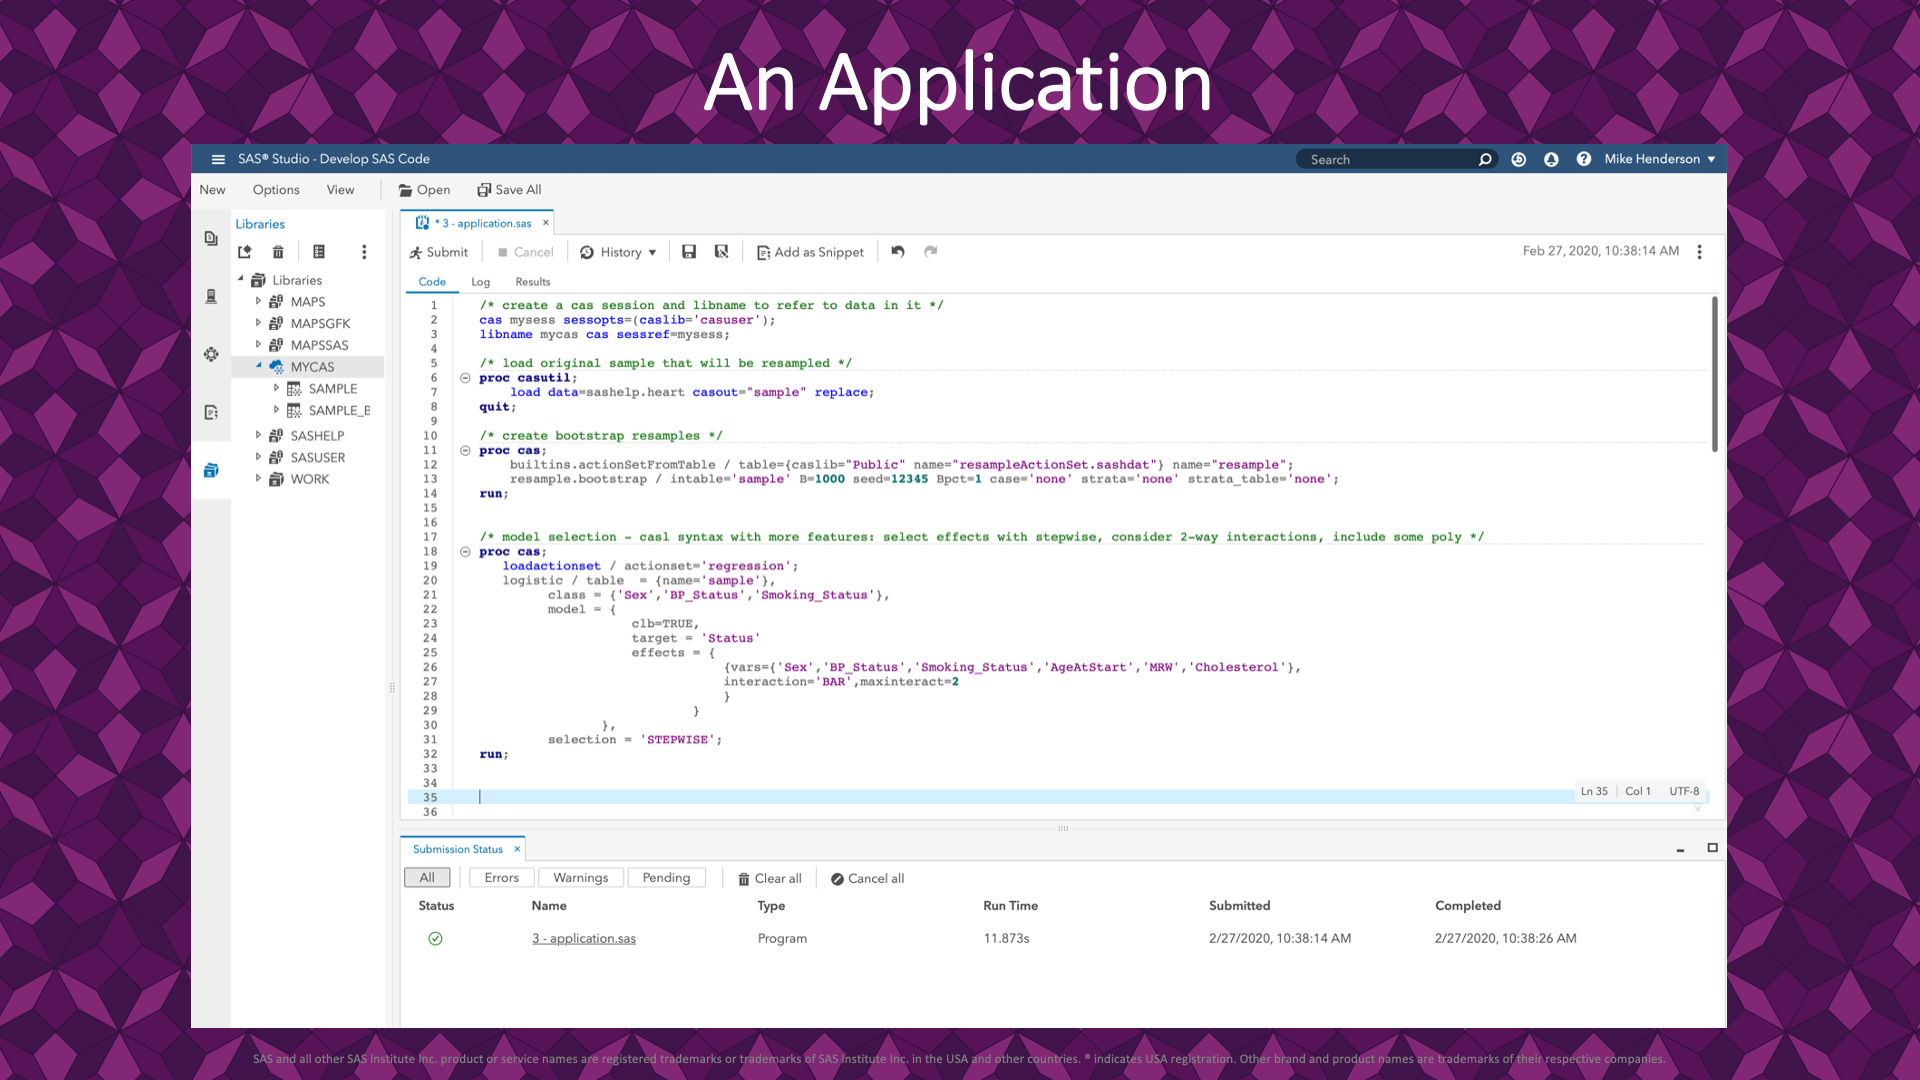 An Application
SAS® Studio - Develop SAS Code
Search
Mike Henderson
New Options View Open Save All
Libraries
Libraries
MAPS
MAPSGFK
MAPSSAS
MYCAS
SAMPLE
SAMPLE_B
SASHELP
SASUSER
WORK
* 3 - application.sas ×
Submit Cancel History Add as Snippet Feb 27, 2020, 10:38:14 AM
Code Log Results
1 /* create a cas session and libname to refer to data in it */
2 cas mysess sessopts=(caslib='casuser');
3 libname mycas cas sessref=mysess;
4
5 /* load original sample that will be resampled */
6 proc casutil;
7 load data=sashelp.heart casout="sample" replace;
8 quit;
9
10 /* create bootstrap resamples */
11 proc cas;
12 builtins.actionSetFromTable / table={caslib="Public" name="resampleActionSet.sashdat"} name="resample";
13 resample.bootstrap / intable='sample' B=1000 seed=12345 Bpct=1 case='none' strata='none' strata_table='none';
14 run;
15
16
17 /* model selection - casl syntax with more features: select effects with stepwise, consider 2-way interactions, include some poly */
18 proc cas;
19 loadactionset / actionset='regression';
20 logistic / table = {name='sample'},
21 class = {'Sex','BP_Status','Smoking_Status'},
22 model = {
23 clb=TRUE,
24 target = 'Status'
25 effects = {
26 {vars={'Sex','BP_Status','Smoking_Status','AgeAtStart','MRW','Cholesterol'},
27 interaction='BAR',maxinteract=2
28 }
29 }
30 },
31 selection = 'STEPWISE';
32 run;
33
34
35
36
Ln 35 Col 1 UTF-8
Submission Status ×
All Errors Warnings Pending Clear all Cancel all
Status Name Type Run Time Submitted Completed
3 - application.sas Program 11.873s 2/27/2020, 10:38:14 AM 2/27/2020, 10:38:26 AM
SAS and all other SAS Institute Inc. product or service names are registered trademarks or trademarks of SAS Institute Inc. in the USA and other countries. ® indicates USA registration. Other brand and product names are trademarks of their respective companies.